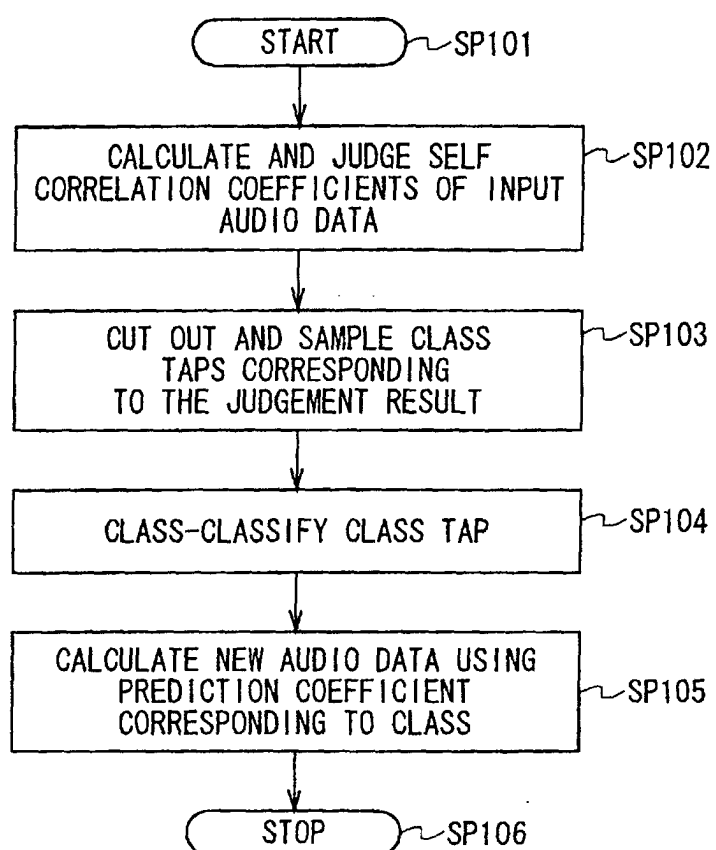 START SP101
CALCULATE AND JUDGE SELF SP102
CORRELATION COEFFICIENTS OF INPUT
AUDIO DATA
CUT OUT AND SAMPLE CLASS SP103
TAPS CORRESPONDING
TO THE JUDGEMENT RESULT
CLASS-CLASSIFY CLASS TAP SP104
CALCULATE NEW AUDIO DATA USING
PREDICTION COEFFICIENT SP105
CORRESPONDING TO CLASS
STOP SP106